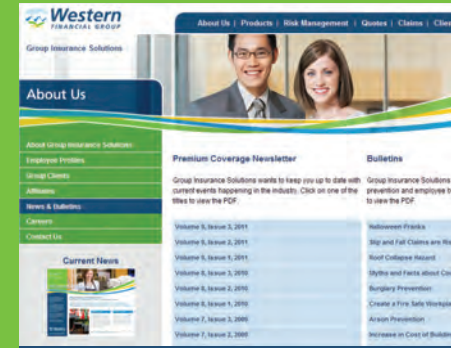 Western
FINANCIAL GROUP
Group Insurance Solutions
About Us | Products | Risk Management | Quotes | Claims | Clien
About Us
About Group Insurance Solutions
Employee Profiles
Group Clients
Affiliates
News & Bulletins
Careers
Contact Us
Current News
Premium Coverage Newsletter
Group Insurance Solutions wants to keep you up to date with
current events happening in the industry. Click on one of the
titles to view the PDF.
Volume 9, Issue 3, 2011
Volume 9, Issue 2, 2011
Volume 9, Issue 1, 2011
Volume 8, Issue 3, 2010
Volume 8, Issue 2, 2010
Volume 8, Issue 1, 2010
Volume 7, Issue 3, 2009
Volume 7, Issue 2, 2009
Bulletins
Group Insurance Solutions
prevention and employee b
to view the PDF.
Halloween Pranks
Slip and Fall Claims are
Roof Collapse Hazard
Myths and Facts about
Burglary Prevention
Create a Fire Safe Workpla
Arson Prevention
Increase in Cost of Buildin